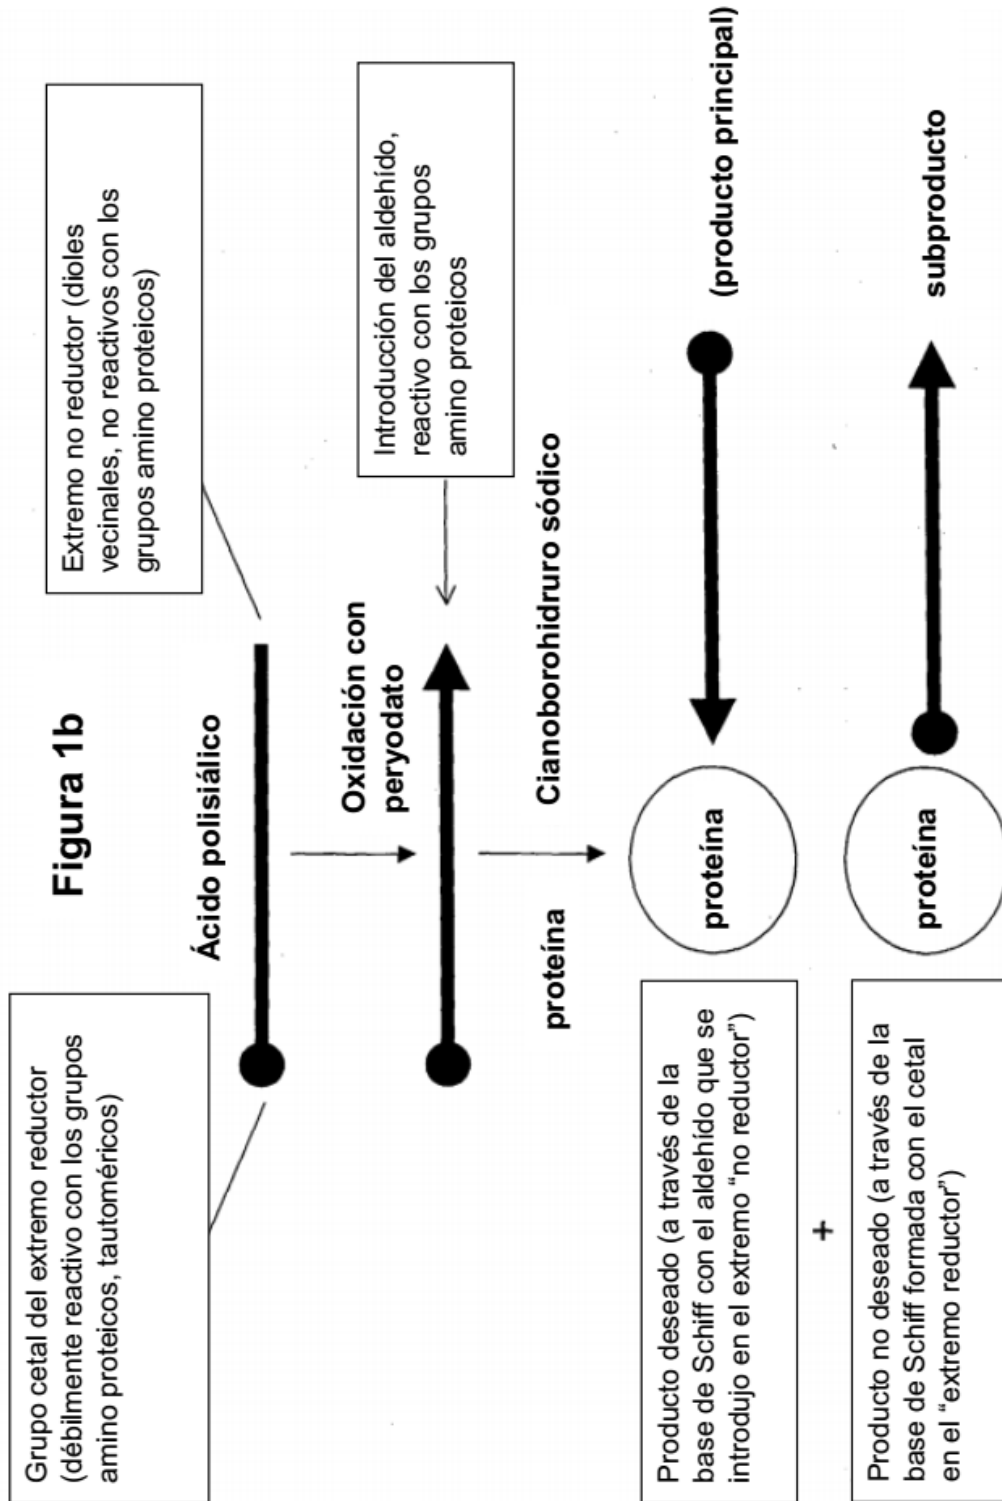 Figura 1b
Grupo cetal del extremo reductor
(débilmente reactivo con los grupos
amino proteicos, tautoméricos)
Ácido polisiálico
Extremo no reductor (dioles
vecinales, no reactivos con los
grupos amino proteicos)
Oxidación con
peryodato
Introducción del aldehído,
reactivo con los grupos
amino proteicos
proteína
Cianoborohidruro sódico
Producto deseado (a través de la
base de Schiff con el aldehído que se
introdujo en el extremo “no reductor”)
proteína
(producto principal)
+
Producto no deseado (a través de la
base de Schiff formada con el cetal
en el “extremo reductor”)
proteína
subproducto